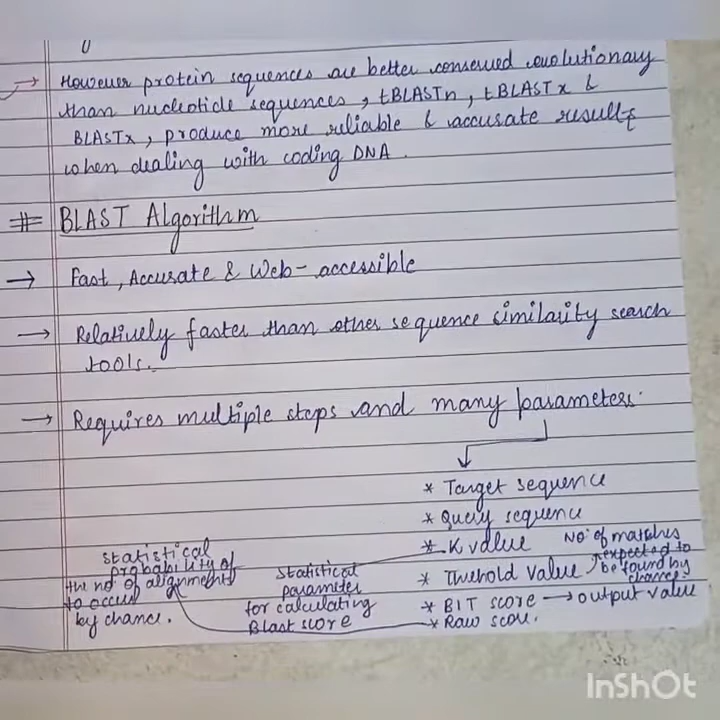 → However protein sequences are better conserved evolutionary
than nucleotide sequences, tBLASTn, tBLASTx &
BLASTx, produce more reliable & accurate results
when dealing with coding DNA.
# BLAST Algorithm
→ Fast, Accurate & Web-accessible
→ Relatively faster than other sequence similarity search
tools.
→ Requires multiple steps and many parameters.
* Target sequence
* Query sequence
* K value
* Thehold value
No. of matches
expected to
be found by
chance.
* BIT score → output value
* Raw score.
Statistical
parameter
for calculating
Blast score
Statistical
probability of
the no of alignments
to occur
by chance.
InShOt